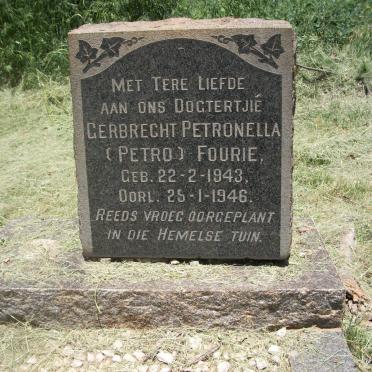 MET TERE LIEFDE
AAN ONS DOGTERTJIÉ
GERBRECHT PETRONELLA
(PETRO) FOURIE,
GEB. 22-2-1943,
OORL. 25-1-1946.
REEDS VROEG OORGEPLANT
IN DIE HEMELSE TUIN.